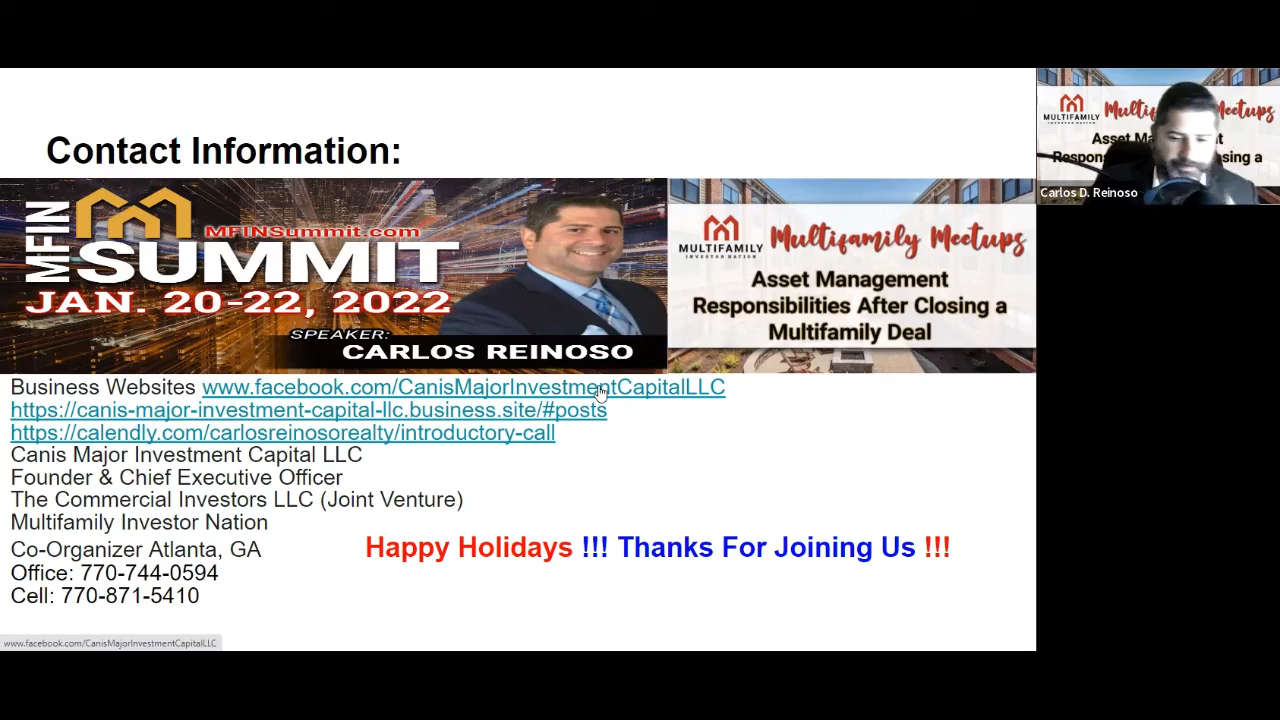 Contact Information:
MFIN
SUMMIT
MFINSummit.com
JAN. 20-22, 2022
SPEAKER:
CARLOS REINOSO
MULTIFAMILY
INVESTOR NATION
Multifamily Meetups
Asset Management
Responsibilities After Closing a
Multifamily Deal
Business Websites www.facebook.com/CanisMajorInvestmentCapitalLLC
https://canis-major-investment-capital-llc.business.site/#posts
https://calendly.com/carlosreinosorealty/introductory-call
Canis Major Investment Capital LLC
Founder & Chief Executive Officer
The Commercial Investors LLC (Joint Venture)
Multifamily Investor Nation
Co-Organizer Atlanta, GA
Office: 770-744-0594
Cell: 770-871-5410
Happy Holidays !!! Thanks For Joining Us !!!
www.facebook.com/CanisMajorInvestmentCapitalLLC
MULTIFAMILY
Meetups
Carlos D. Reinoso